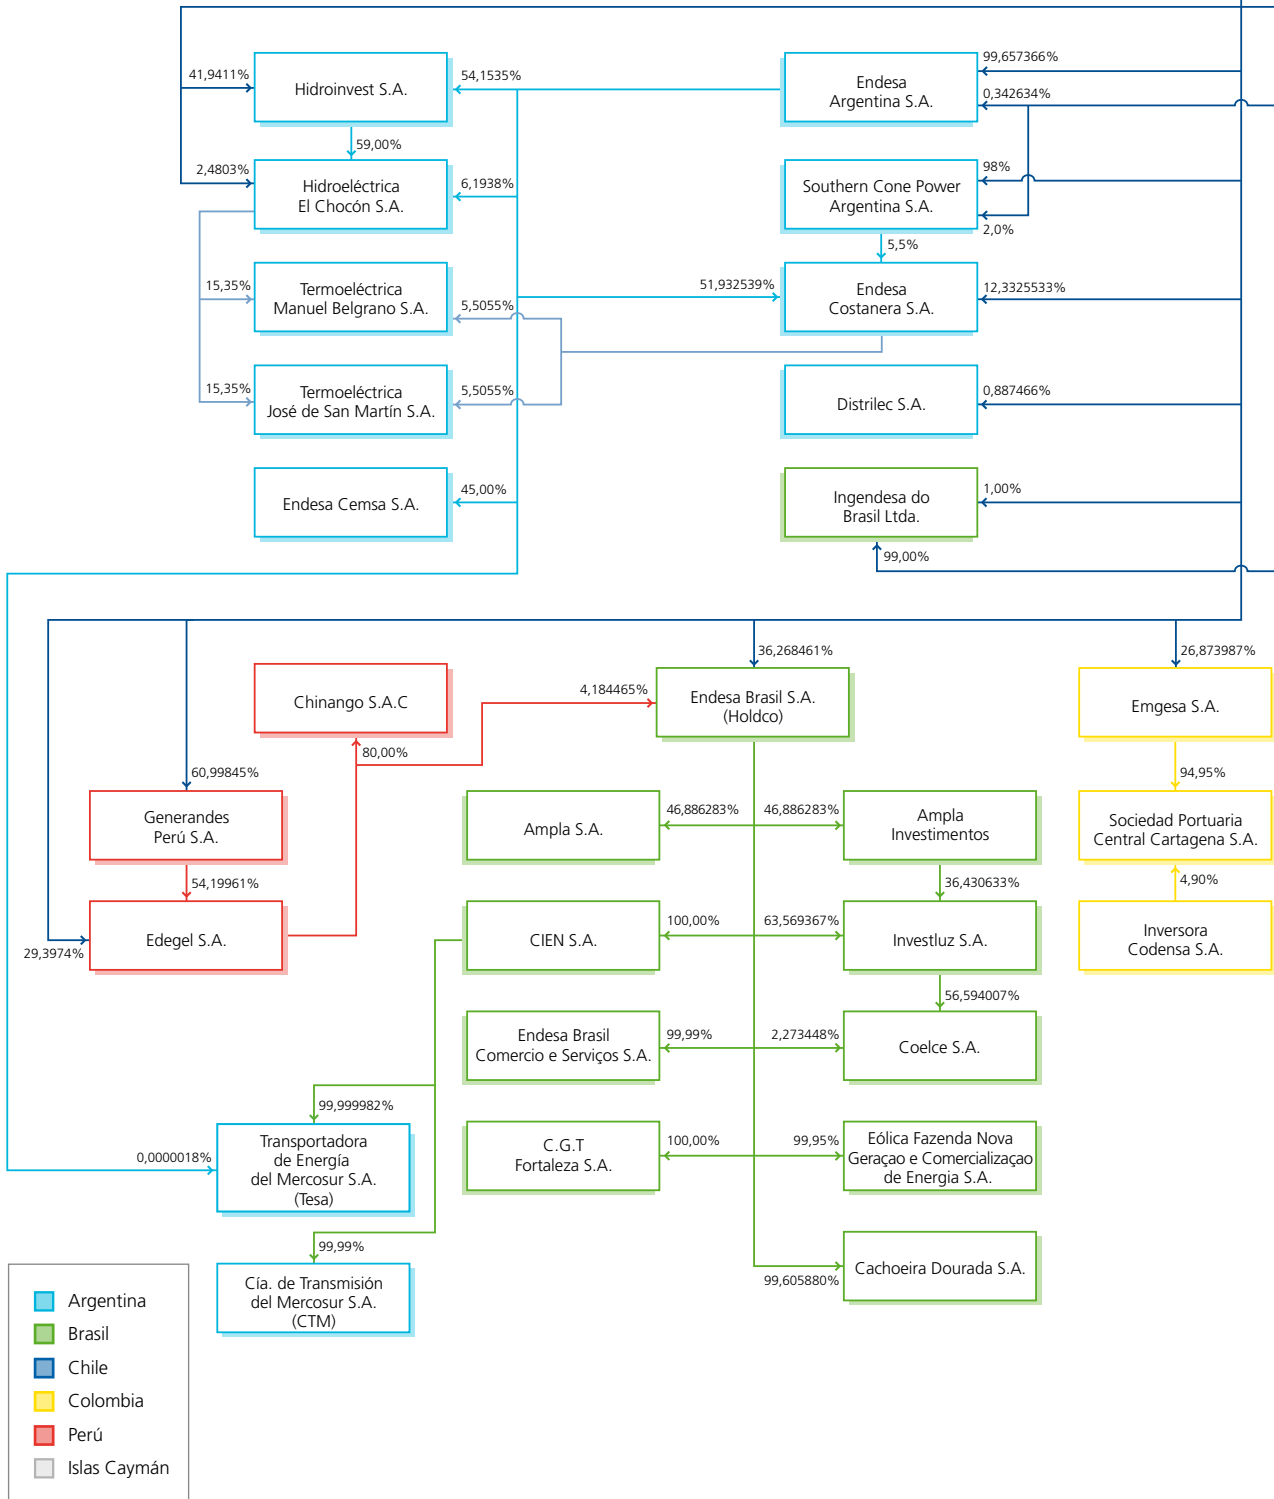 41,9411%
Hidroinvest S.A.
54,1535%
Endesa
Argentina S.A.
99,657366%
0,342634%
59,00%
2,4803%
Hidroeléctrica
El Chocón S.A.
6,1938%
Southern Cone Power
Argentina S.A.
98%
2,0%
5,5%
15,35%
Termoeléctrica
Manuel Belgrano S.A.
5,5055%
51,932539%
Endesa
Costanera S.A.
12,3325533%
15,35%
Termoeléctrica
José de San Martín S.A.
5,5055%
Distrilec S.A.
0,887466%
Endesa Cemsa S.A.
45,00%
Ingendesa do
Brasil Ltda.
1,00%
99,00%
36,268461%
26,873987%
Chinango S.A.C
4,184465%
Endesa Brasil S.A.
(Holdco)
Emgesa S.A.
80,00%
60,99845%
94,95%
Generandes
Perú S.A.
Ampla S.A.
46,886283%
46,886283%
Ampla
Investimentos
Sociedad Portuaria
Central Cartagena S.A.
54,19961%
36,430633%
4,90%
29,3974%
Edegel S.A.
CIEN S.A.
100,00%
63,569367%
Investluz S.A.
Inversora
Codensa S.A.
56,594007%
Endesa Brasil
Comercio e Serviços S.A.
99,99%
2,273448%
Coelce S.A.
99,999982%
0,0000018%
Transportadora
de Energía
del Mercosur S.A.
(Tesa)
C.G.T
Fortaleza S.A.
100,00%
99,95%
Eólica Fazenda Nova
Geraçao e Comercializaçao
de Energia S.A.
99,99%
Cía. de Transmisión
del Mercosur S.A.
(CTM)
99,605880%
Cachoeira Dourada S.A.
Argentina
Brasil
Chile
Colombia
Perú
Islas Caymán